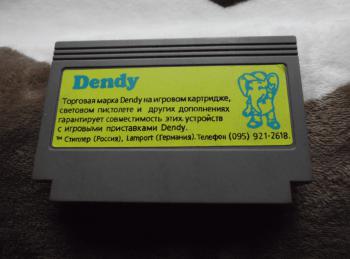 Dendy
Торговая марка Dendy на игровом картридже,
световом пистолете и других дополнениях
гарантирует совместимость этих устройств
с игровыми приставками Dendy.
™ Стиплер (Россия), Lamport (Германия). Телефон (095) 921-2618.